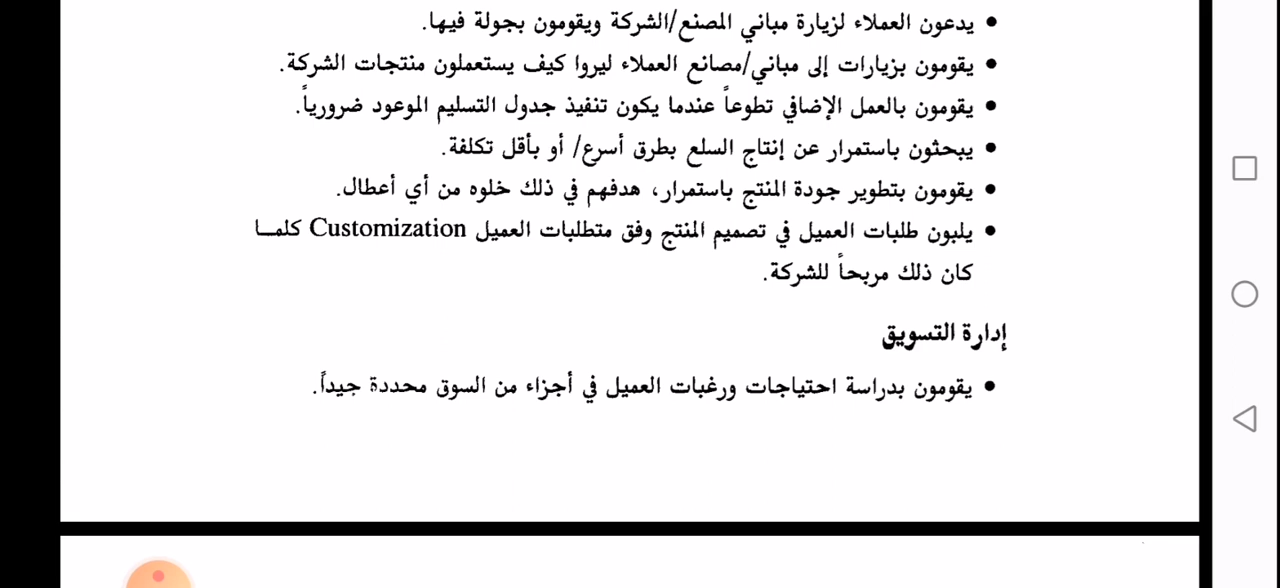 • يدعون العملاء لزيارة مباني المصنع/الشركة ويقومون بجولة فيها.
• يقومون بزيارات إلى مباني/مصانع العملاء ليروا كيف يستعملون منتجات الشركة.
• يقومون بالعمل الإضافي تطوعاً عندما يكون تنفيذ جدول التسليم الموعود ضرورياً.
• يبحثون باستمرار عن إنتاج السلع بطرق أسرع/ أو بأقل تكلفة.
• يقومون بتطوير جودة المنتج باستمرار، هدفهم في ذلك خلوه من أي أعطال.
• يلبون طلبات العميل في تصميم المنتج وفق متطلبات العميل Customization كلمــا
كان ذلك مربحاً للشركة.
إدارة التسويق
• يقومون بدراسة احتياجات ورغبات العميل في أجزاء من السوق محددة جيداً.